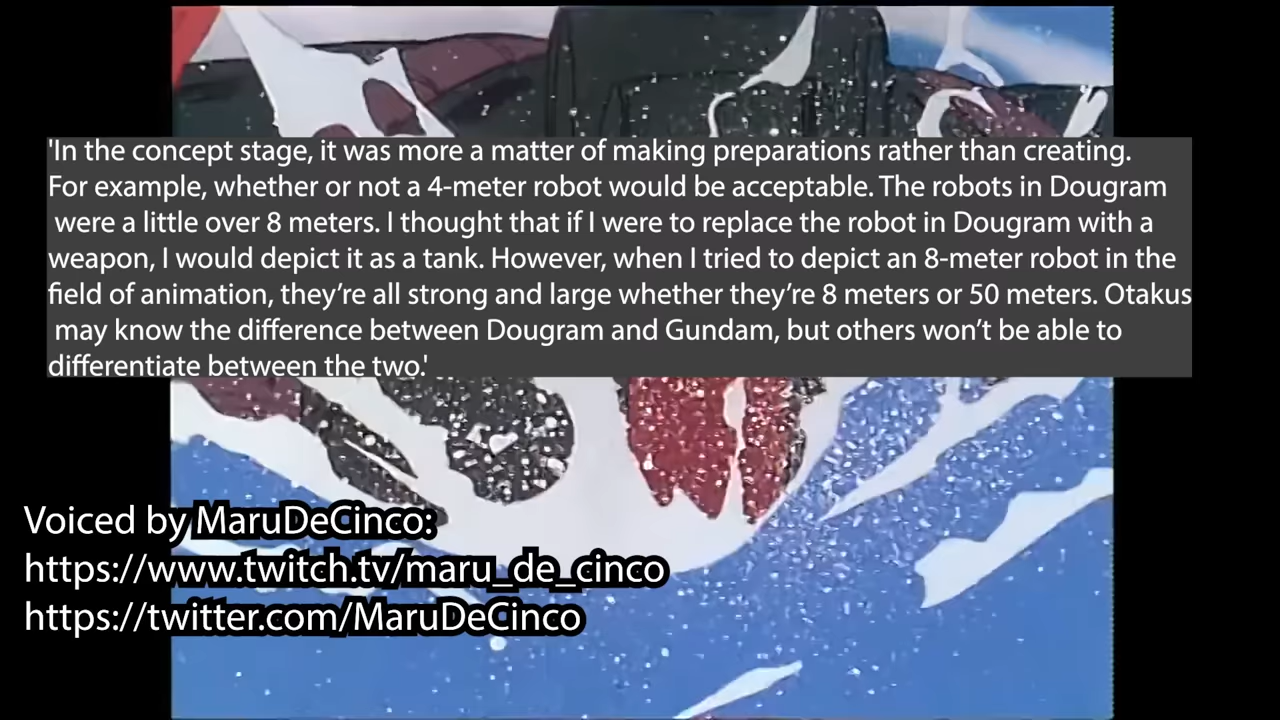 'In the concept stage, it was more a matter of making preparations rather than creating.
For example, whether or not a 4-meter robot would be acceptable. The robots in Dougram
were a little over 8 meters. I thought that if I were to replace the robot in Dougram with a
weapon, I would depict it as a tank. However, when I tried to depict an 8-meter robot in the
field of animation, they’re all strong and large whether they’re 8 meters or 50 meters. Otakus
may know the difference between Dougram and Gundam, but others won’t be able to
differentiate between the two.'
Voiced by MaruDeCinco:
https://www.twitch.tv/maru_de_cinco
https://twitter.com/MaruDeCinco